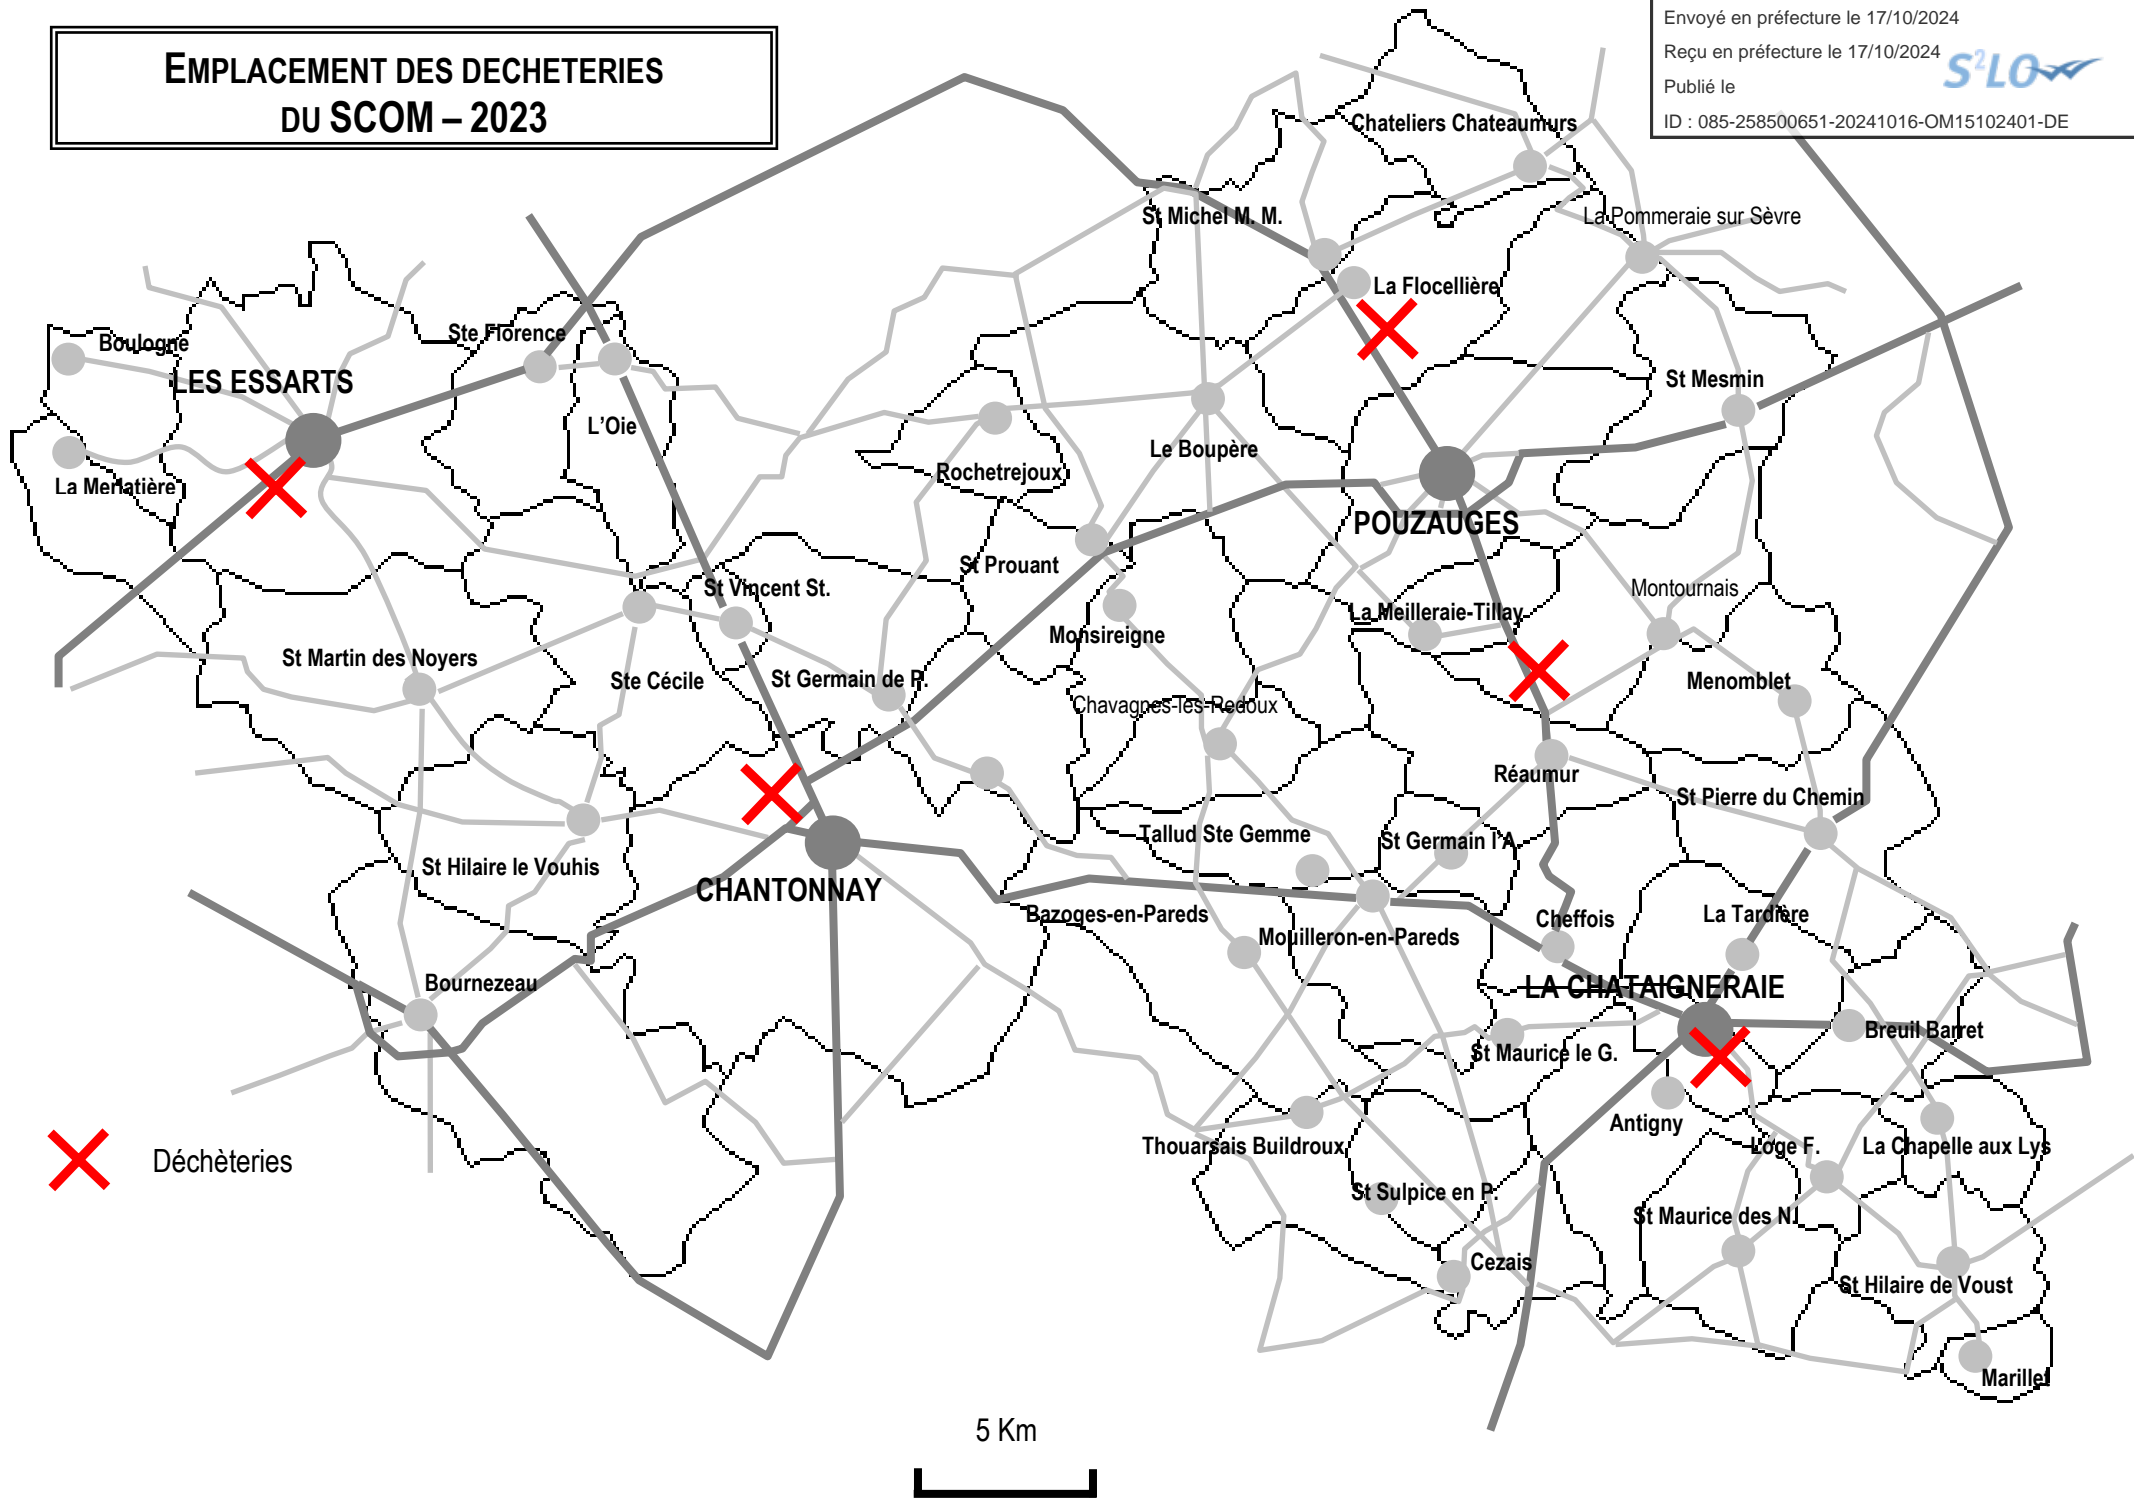 EMPLACEMENT DES DECHETERIES
DU SCOM – 2023
Envoyé en préfecture le 17/10/2024
Reçu en préfecture le 17/10/2024
S²LO
Publié le
ID : 085-258500651-20241016-OM15102401-DE
Chateliers Chateaumurs
St Michel M. M.
La Pommeraie sur Sèvre
La Flocellière
Ste Florence
Boulogne
LES ESSARTS
St Mesmin
L'Oie
Le Boupère
Rochetrejoux
La Merlatière
POUZAUGES
St Prouant
St Vincent St.
Montournais
La Meilleraie-Tillay
Monsireigne
St Martin des Noyers
Ste Cécile
St Germain de P.
Menomblet
Chavagnes-les-Redoux
Réaumur
St Pierre du Chemin
Tallud Ste Gemme
St Germain l'A
St Hilaire le Vouhis
CHANTONNAY
Bazoges-en-Pareds
Cheffois
La Tardière
Mouilleron-en-Pareds
Bournezeau
LA CHATAIGNERAIE
Breuil Barret
St Maurice le G.
Antigny
Thouarsais Buildroux
Loge F.
La Chapelle aux Lys
Déchèteries
St Sulpice en P.
St Maurice des N.
Cezais
St Hilaire de Voust
Marillet
5 Km